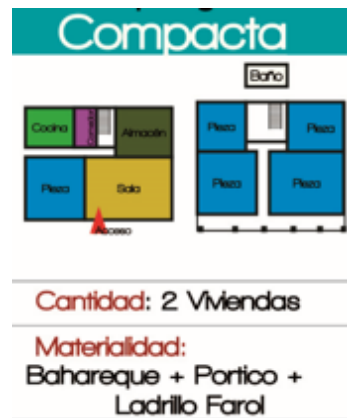 Compacta
Baño
Cocina
Comedor
Almacén
Pieza
Pieza
Pieza
Sala
Pieza
Pieza
Acceso
Cantidad: 2 Viviendas
Materialidad:
Bahareque + Portico +
Ladrillo Farol